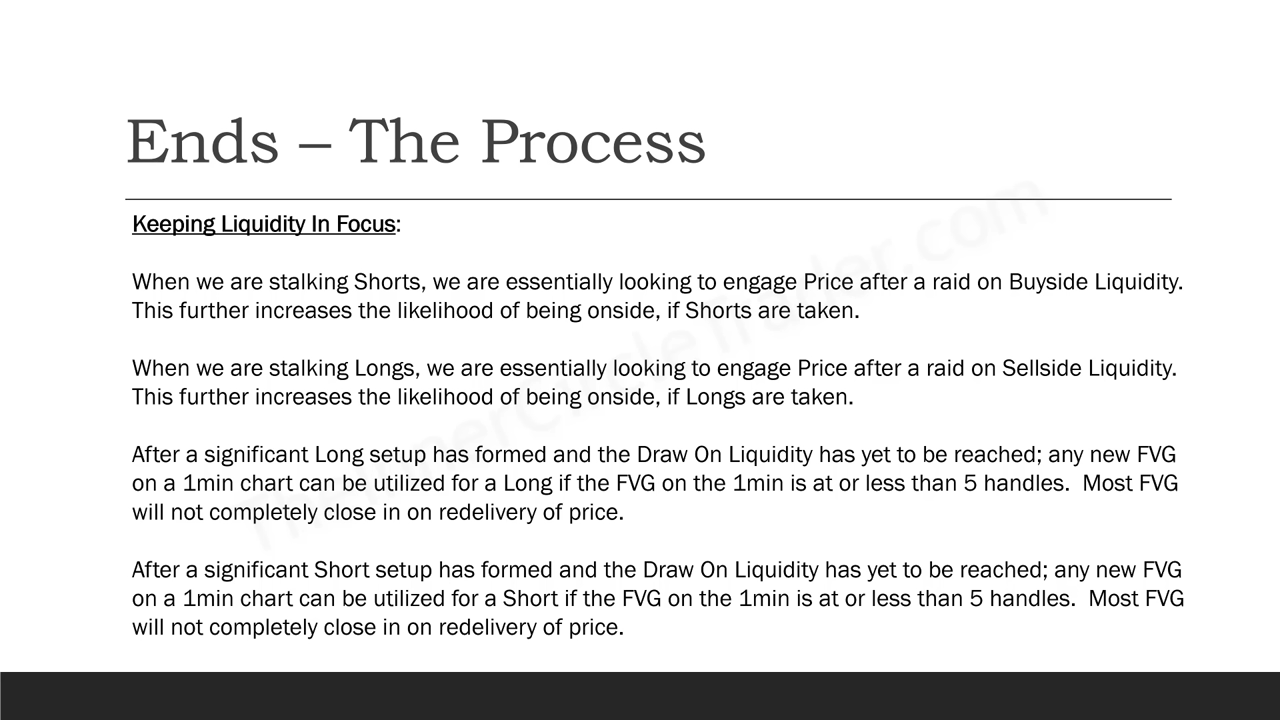 Ends – The Process
Keeping Liquidity In Focus:
When we are stalking Shorts, we are essentially looking to engage Price after a raid on Buyside Liquidity.
This further increases the likelihood of being onside, if Shorts are taken.
When we are stalking Longs, we are essentially looking to engage Price after a raid on Sellside Liquidity.
This further increases the likelihood of being onside, if Longs are taken.
After a significant Long setup has formed and the Draw On Liquidity has yet to be reached; any new FVG
on a 1min chart can be utilized for a Long if the FVG on the 1min is at or less than 5 handles.  Most FVG
will not completely close in on redelivery of price.
After a significant Short setup has formed and the Draw On Liquidity has yet to be reached; any new FVG
on a 1min chart can be utilized for a Short if the FVG on the 1min is at or less than 5 handles.  Most FVG
will not completely close in on redelivery of price.
TheInnerCircleTrader.com